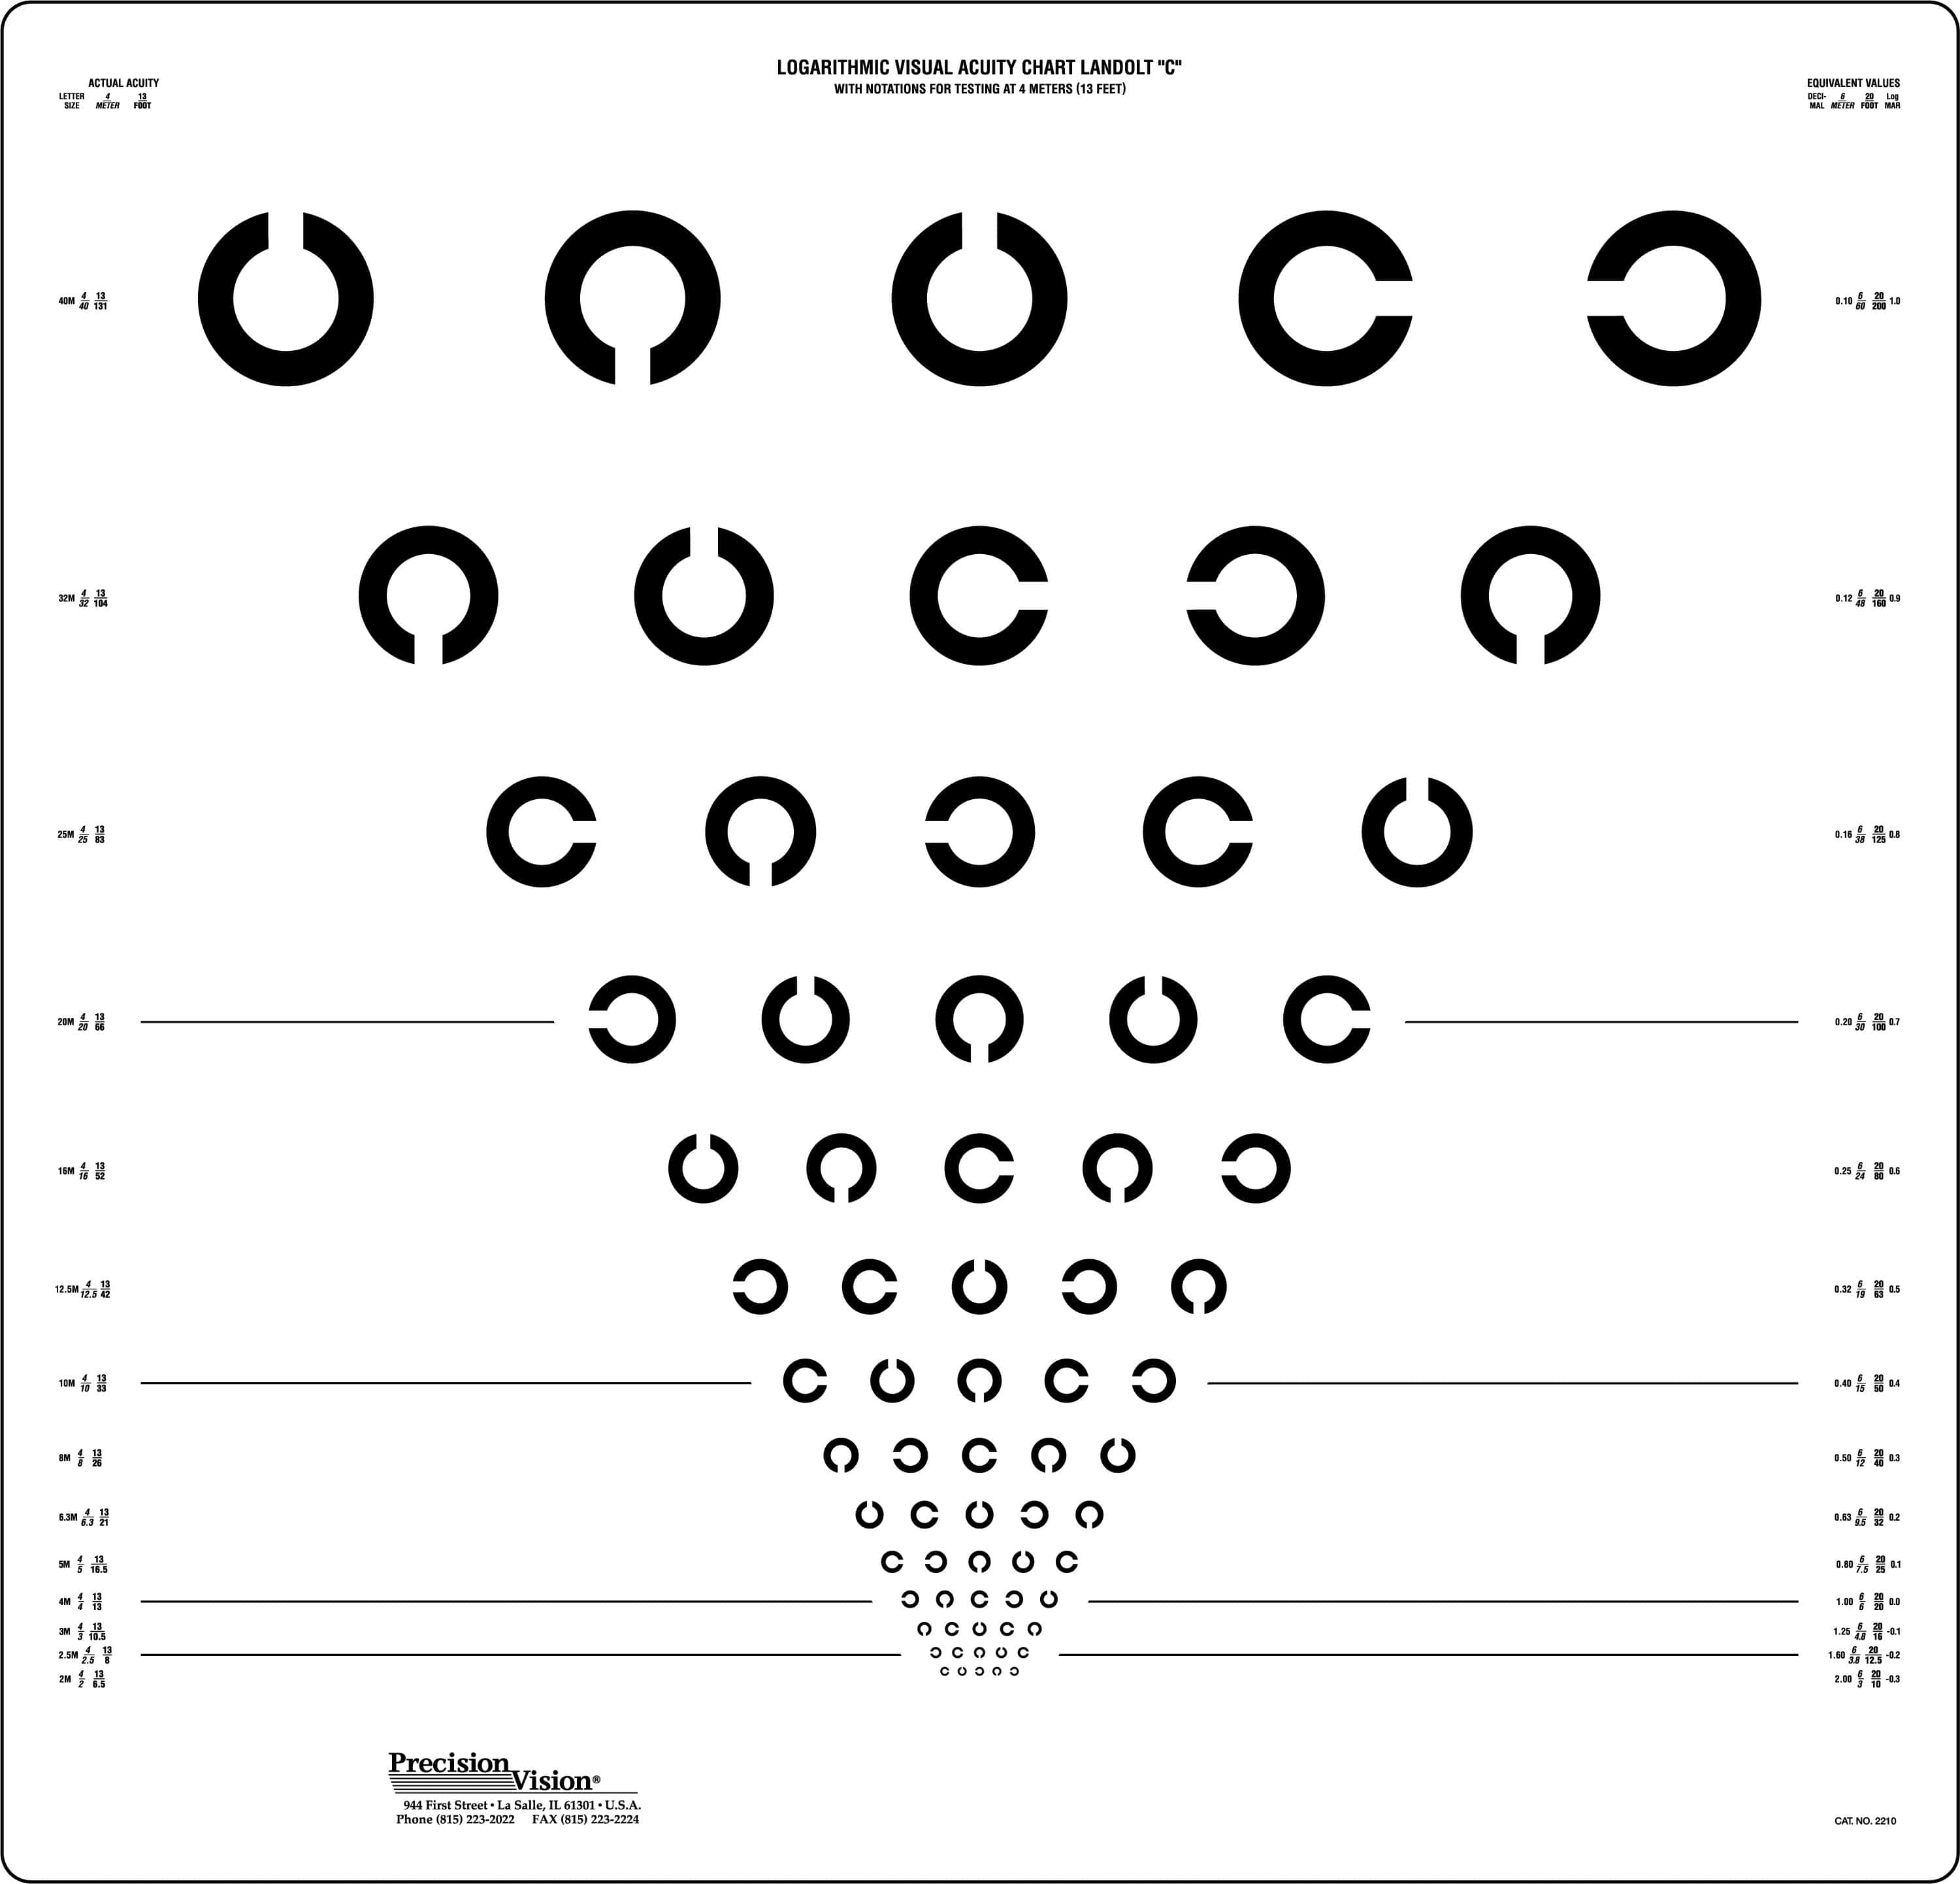 LOGARITHMIC VISUAL ACUITY CHART LANDOLT "C"
WITH NOTATIONS FOR TESTING AT 4 METERS (13 FEET)
ACTUAL ACUITY
LETTER SIZE 4/METER 13/FOOT
EQUIVALENT VALUES
DECI-MAL 6/METER 20/FOOT Log MAR
40M 4/40 13/131 0.10 6/60 20/200 1.0
32M 4/32 13/104 0.12 6/48 20/160 0.9
25M 4/25 13/83 0.16 6/38 20/125 0.8
20M 4/20 13/66 0.20 6/30 20/100 0.7
16M 4/16 13/52 0.25 6/24 20/80 0.6
12.5M 4/12.5 13/42 0.32 6/19 20/63 0.5
10M 4/10 13/33 0.40 6/15 20/50 0.4
8M 4/8 13/26 0.50 6/12 20/40 0.3
6.3M 4/6.3 13/21 0.63 6/9.5 20/32 0.2
5M 4/5 13/16.5 0.80 6/7.5 20/25 0.1
4M 4/4 13/13 1.00 6/6 20/20 0.0
3M 4/3 13/10.5 1.25 6/4.8 20/16 -0.1
2.5M 4/2.5 13/8 1.60 6/3.8 20/12.5 -0.2
2M 4/2 13/6.5 2.00 6/3 20/10 -0.3
Precision
Vision®
944 First Street • La Salle, IL 61301 • U.S.A.
Phone (815) 223-2022 FAX (815) 223-2224
CAT. NO. 2210